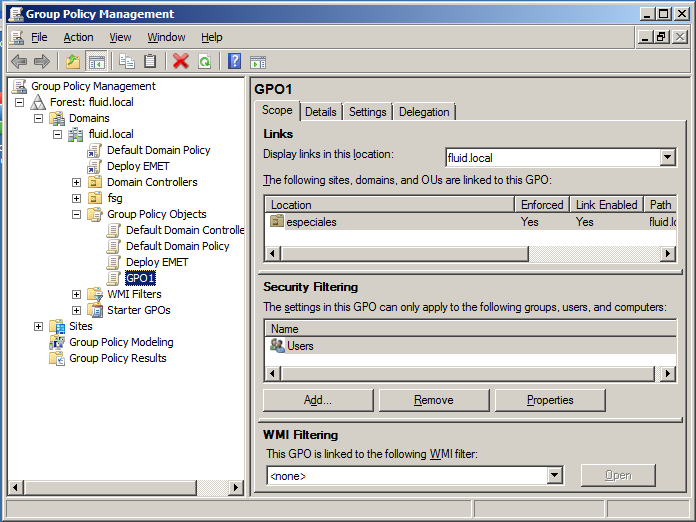 Group Policy Management
File Action View Window Help
Group Policy Management
Forest: fluid.local
Domains
fluid.local
Default Domain Policy
Deploy EMET
Domain Controllers
fsg
Group Policy Objects
Default Domain Controlle
Default Domain Policy
Deploy EMET
GPO1
WMI Filters
Starter GPOs
Sites
Group Policy Modeling
Group Policy Results
GPO1
Scope Details Settings Delegation
Links
Display links in this location: fluid.local
The following sites, domains, and OUs are linked to this GPO:
Location Enforced Link Enabled Path
especiales Yes Yes fluid.lo
Security Filtering
The settings in this GPO can only apply to the following groups, users, and computers:
Name
Users
Add... Remove Properties
WMI Filtering
This GPO is linked to the following WMI filter:
<none> Open